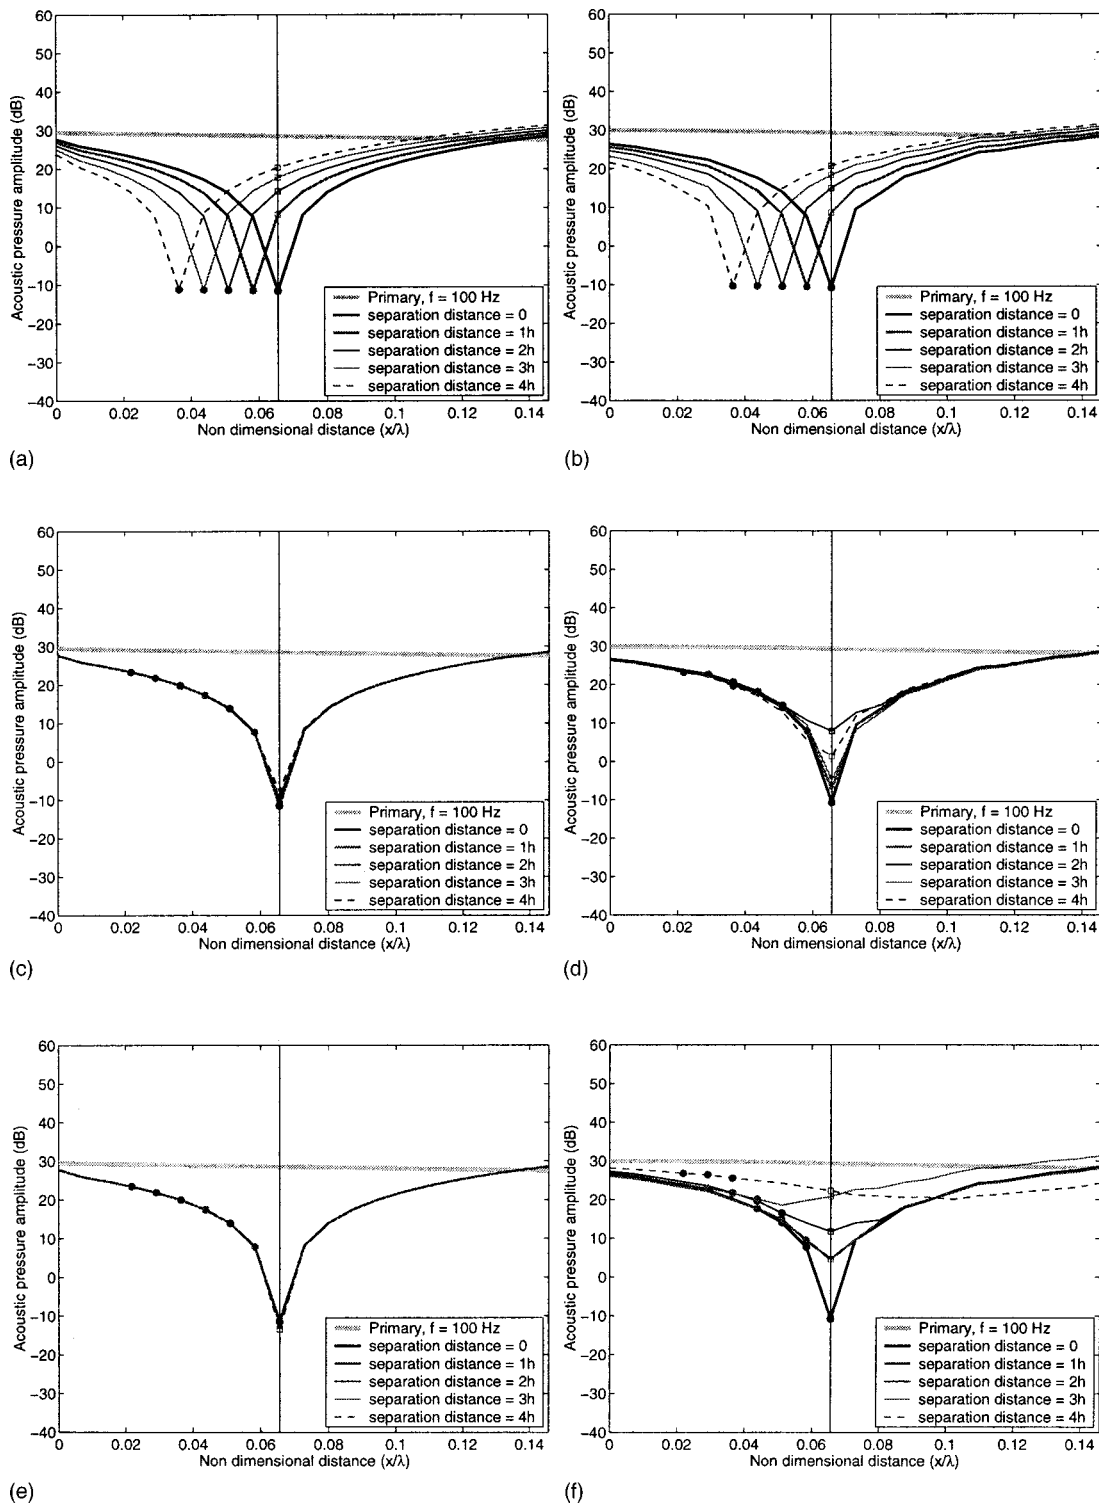 60
50
40
30
20
10
0
−10
−20
−30
−40
Acoustic pressure amplitude (dB)
Primary, f = 100 Hz
separation distance = 0
separation distance = 1h
separation distance = 2h
separation distance = 3h
separation distance = 4h
0 0.02 0.04 0.06 0.08 0.1 0.12 0.14
Non dimensional distance (x/λ)
(a)
60
50
40
30
20
10
0
−10
−20
−30
−40
Acoustic pressure amplitude (dB)
Primary, f = 100 Hz
separation distance = 0
separation distance = 1h
separation distance = 2h
separation distance = 3h
separation distance = 4h
0 0.02 0.04 0.06 0.08 0.1 0.12 0.14
Non dimensional distance (x/λ)
(b)
60
50
40
30
20
10
0
−10
−20
−30
−40
Acoustic pressure amplitude (dB)
Primary, f = 100 Hz
separation distance = 0
separation distance = 1h
separation distance = 2h
separation distance = 3h
separation distance = 4h
0 0.02 0.04 0.06 0.08 0.1 0.12 0.14
Non dimensional distance (x/λ)
(c)
60
50
40
30
20
10
0
−10
−20
−30
−40
Acoustic pressure amplitude (dB)
Primary, f = 100 Hz
separation distance = 0
separation distance = 1h
separation distance = 2h
separation distance = 3h
separation distance = 4h
0 0.02 0.04 0.06 0.08 0.1 0.12 0.14
Non dimensional distance (x/λ)
(d)
60
50
40
30
20
10
0
−10
−20
−30
−40
Acoustic pressure amplitude (dB)
Primary, f = 100 Hz
separation distance = 0
separation distance = 1h
separation distance = 2h
separation distance = 3h
separation distance = 4h
0 0.02 0.04 0.06 0.08 0.1 0.12 0.14
Non dimensional distance (x/λ)
(e)
60
50
40
30
20
10
0
−10
−20
−30
−40
Acoustic pressure amplitude (dB)
Primary, f = 100 Hz
separation distance = 0
separation distance = 1h
separation distance = 2h
separation distance = 3h
separation distance = 4h
0 0.02 0.04 0.06 0.08 0.1 0.12 0.14
Non dimensional distance (x/λ)
(f)